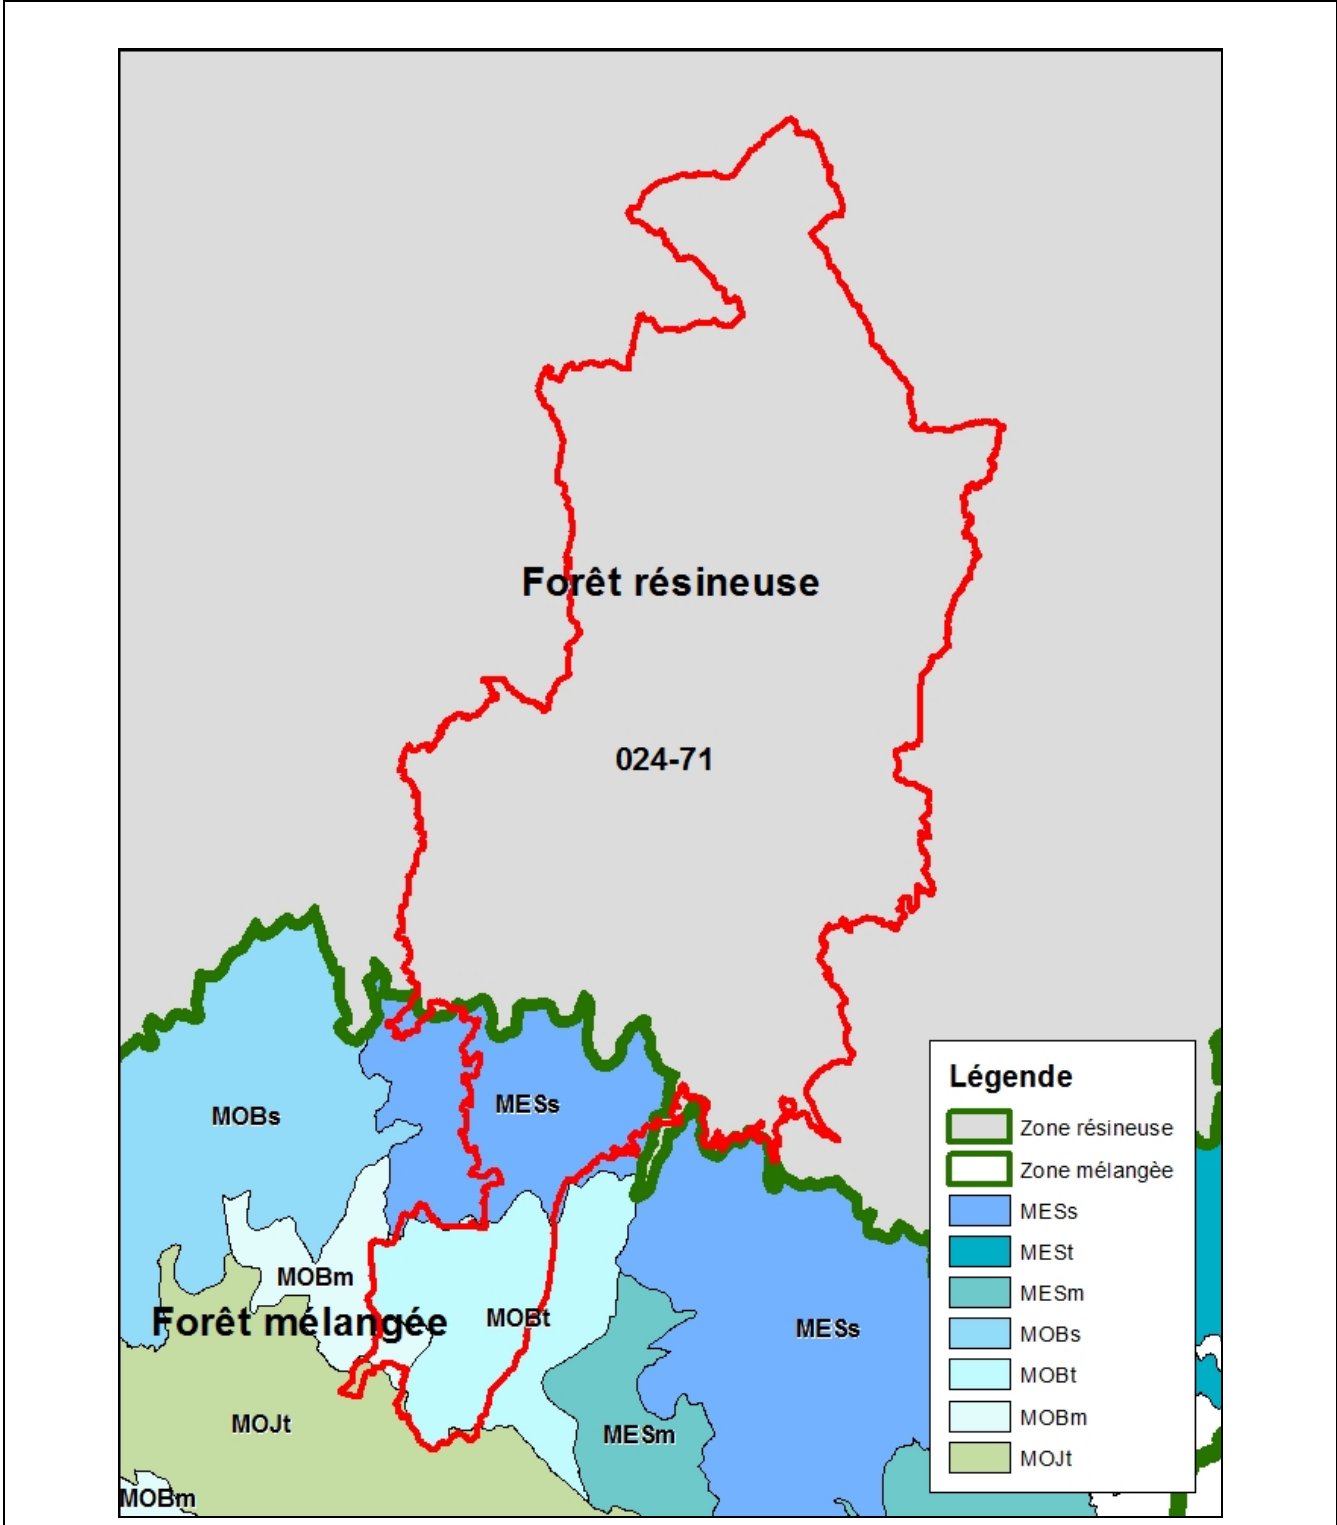 Forêt résineuse
024-71
MESs
MOBs
MOBm
Forêt mélangée
MOBt
MESs
MOJt
MESm
MOBm
Légende
Zone résineuse
Zone mélangèe
MESs
MESt
MESm
MOBs
MOBt
MOBm
MOJt